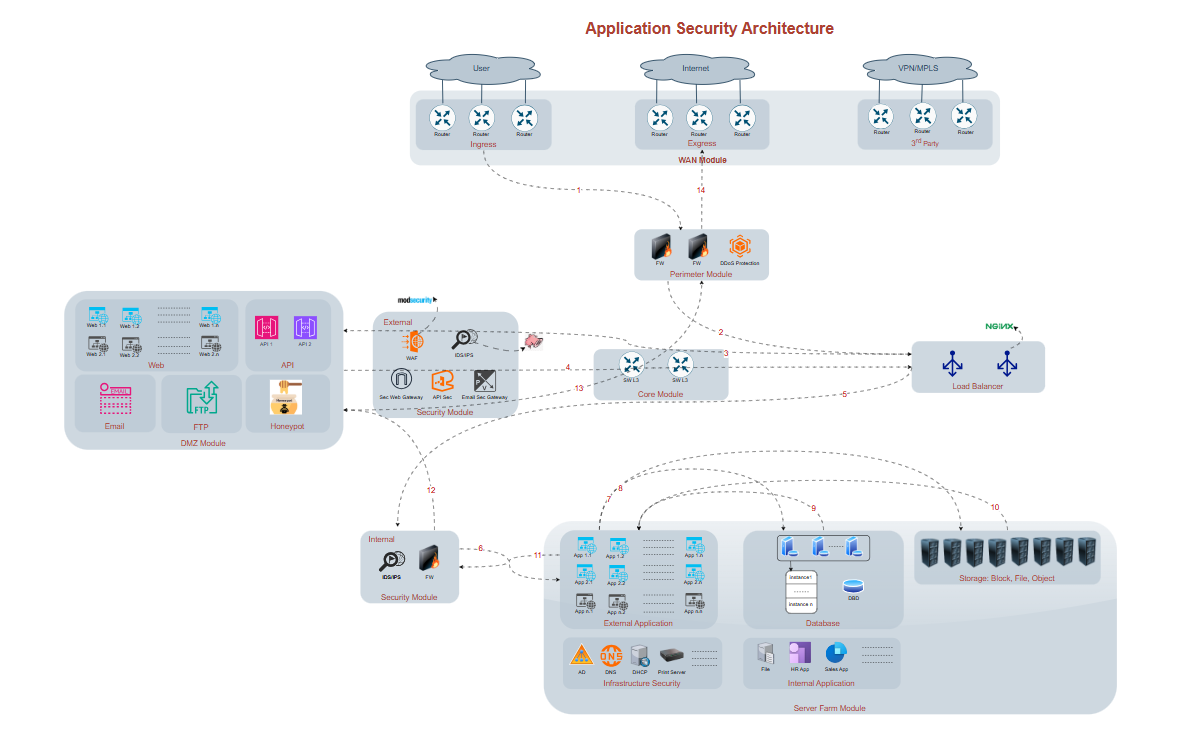 Application Security Architecture
User
Internet
VPN/MPLS
Router
Router
Router
Router
Router
Router
Router
Router
Router
Ingress
Exgress
3rd Party
WAN Module
1
14
FW
FW
DDoS Protection
Perimeter Module
modsecurity
2
NGiNX
Web 1.1
Web 1.2
Web 1.n
Web 2.1
Web 2.2
Web 2.n
Web
API 1
API 2
API
External
WAF
IDS/IPS
Sec Web Gateway
API Sec
Email Sec Gateway
Security Module
3
4
13
5
SW L3
SW L3
Core Module
Load Balancer
EMAIL
Email
FTP
FTP
Honeypot
DMZ Module
12
8
7
9
10
Internal
IDS/IPS
FW
Security Module
6
11
App 1.1
App 1.2
App 1.n
App 2.1
App 2.2
App 2.n
App n.1
App n.2
App n.n
External Application
instance1
instance n
DBD
Database
Storage: Block, File, Object
DNS
AD
DNS
DHCP
Print Server
Infrastructure Security
File
HR App
Sales App
Internal Application
Server Farm Module